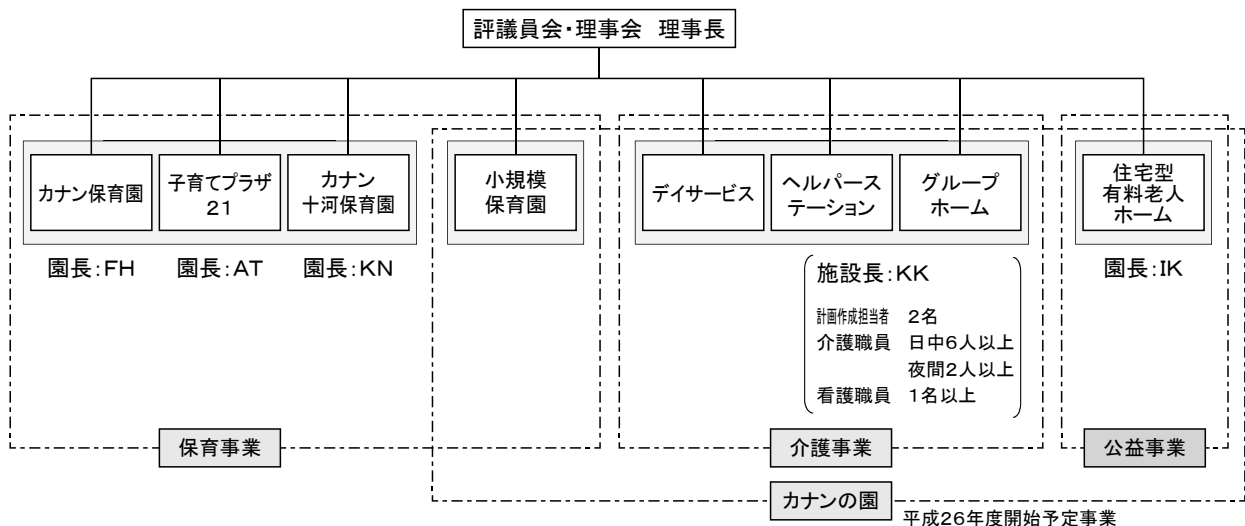 評議員会・理事会　理事長
カナン保育園
子育てプラザ
21
カナン
十河保育園
小規模
保育園
デイサービス
ヘルパース
テーション
グループ
ホーム
住宅型
有料老人
ホーム
園長：FH
園長：AT
園長：KN
施設長：KK
計画作成担当者　2名
介護職員　日中6人以上
夜間2人以上
看護職員　1名以上
園長：IK
保育事業
介護事業
公益事業
カナンの園
平成26年度開始予定事業